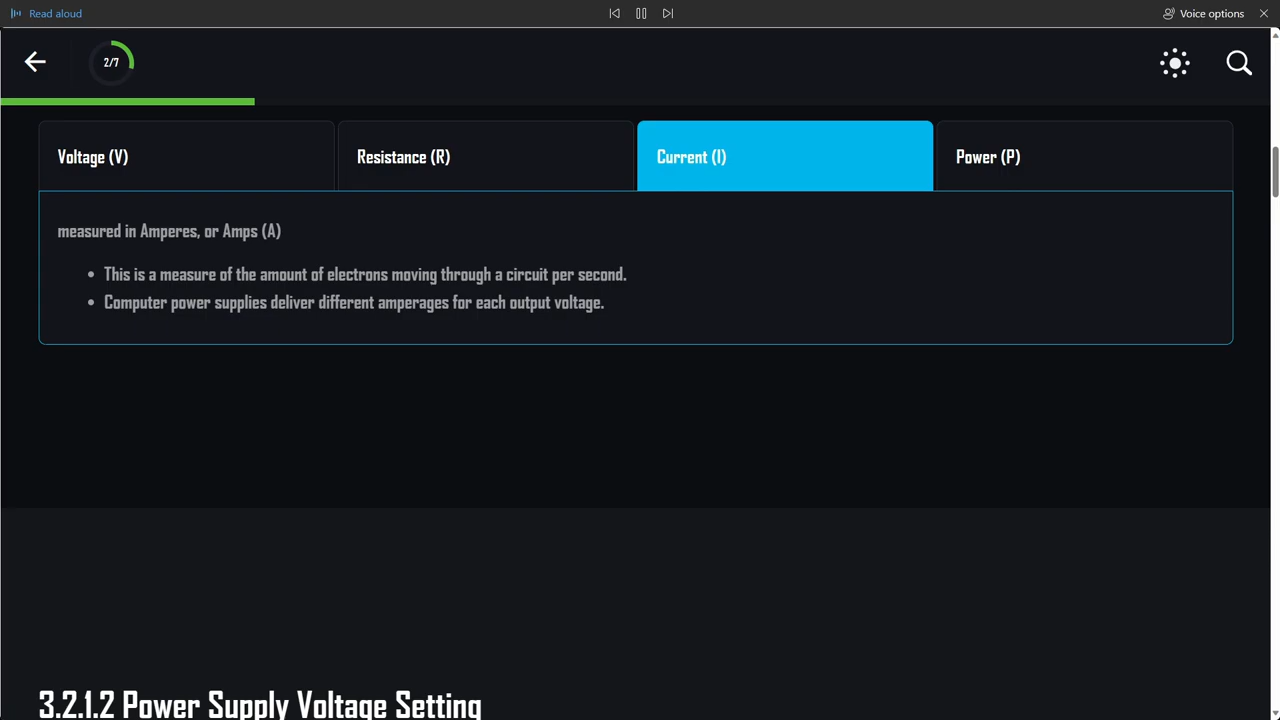 Read aloud
Voice options
2/7
Voltage (V)
Resistance (R)
Current (I)
Power (P)
measured in Amperes, or Amps (A)
• This is a measure of the amount of electrons moving through a circuit per second.
• Computer power supplies deliver different amperages for each output voltage.
3.2.1.2 Power Supply Voltage Setting